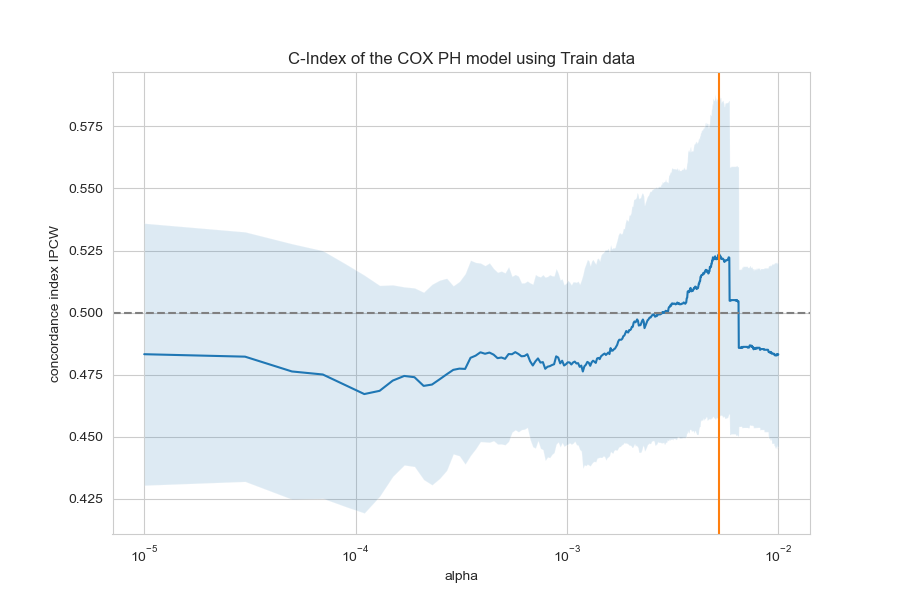 C-Index of the COX PH model using Train data
concordance index IPCW
0.575
0.550
0.525
0.500
0.475
0.450
0.425
10⁻⁵ 10⁻⁴ 10⁻³ 10⁻²
alpha